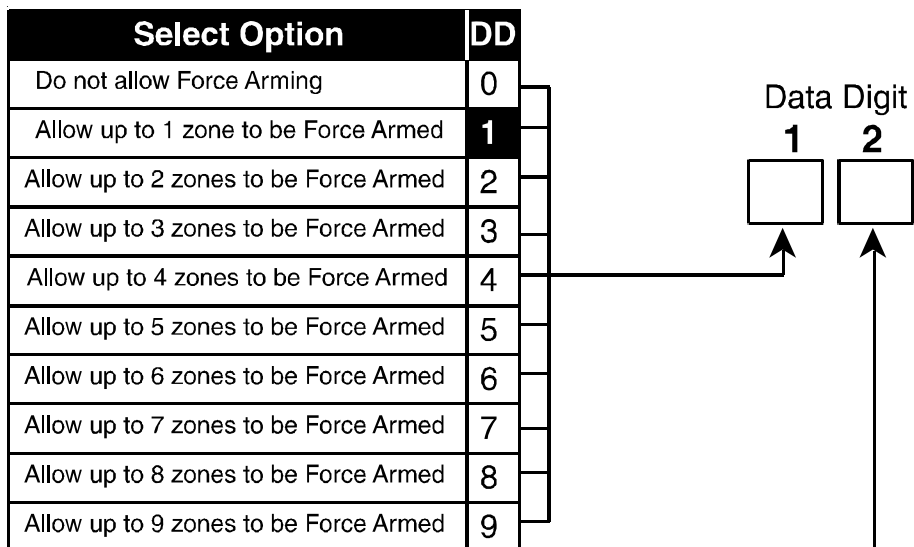 Select Option DD
Do not allow Force Arming 0
Allow up to 1 zone to be Force Armed 1
Allow up to 2 zones to be Force Armed 2
Allow up to 3 zones to be Force Armed 3
Allow up to 4 zones to be Force Armed 4
Allow up to 5 zones to be Force Armed 5
Allow up to 6 zones to be Force Armed 6
Allow up to 7 zones to be Force Armed 7
Allow up to 8 zones to be Force Armed 8
Allow up to 9 zones to be Force Armed 9
Data Digit
1 2